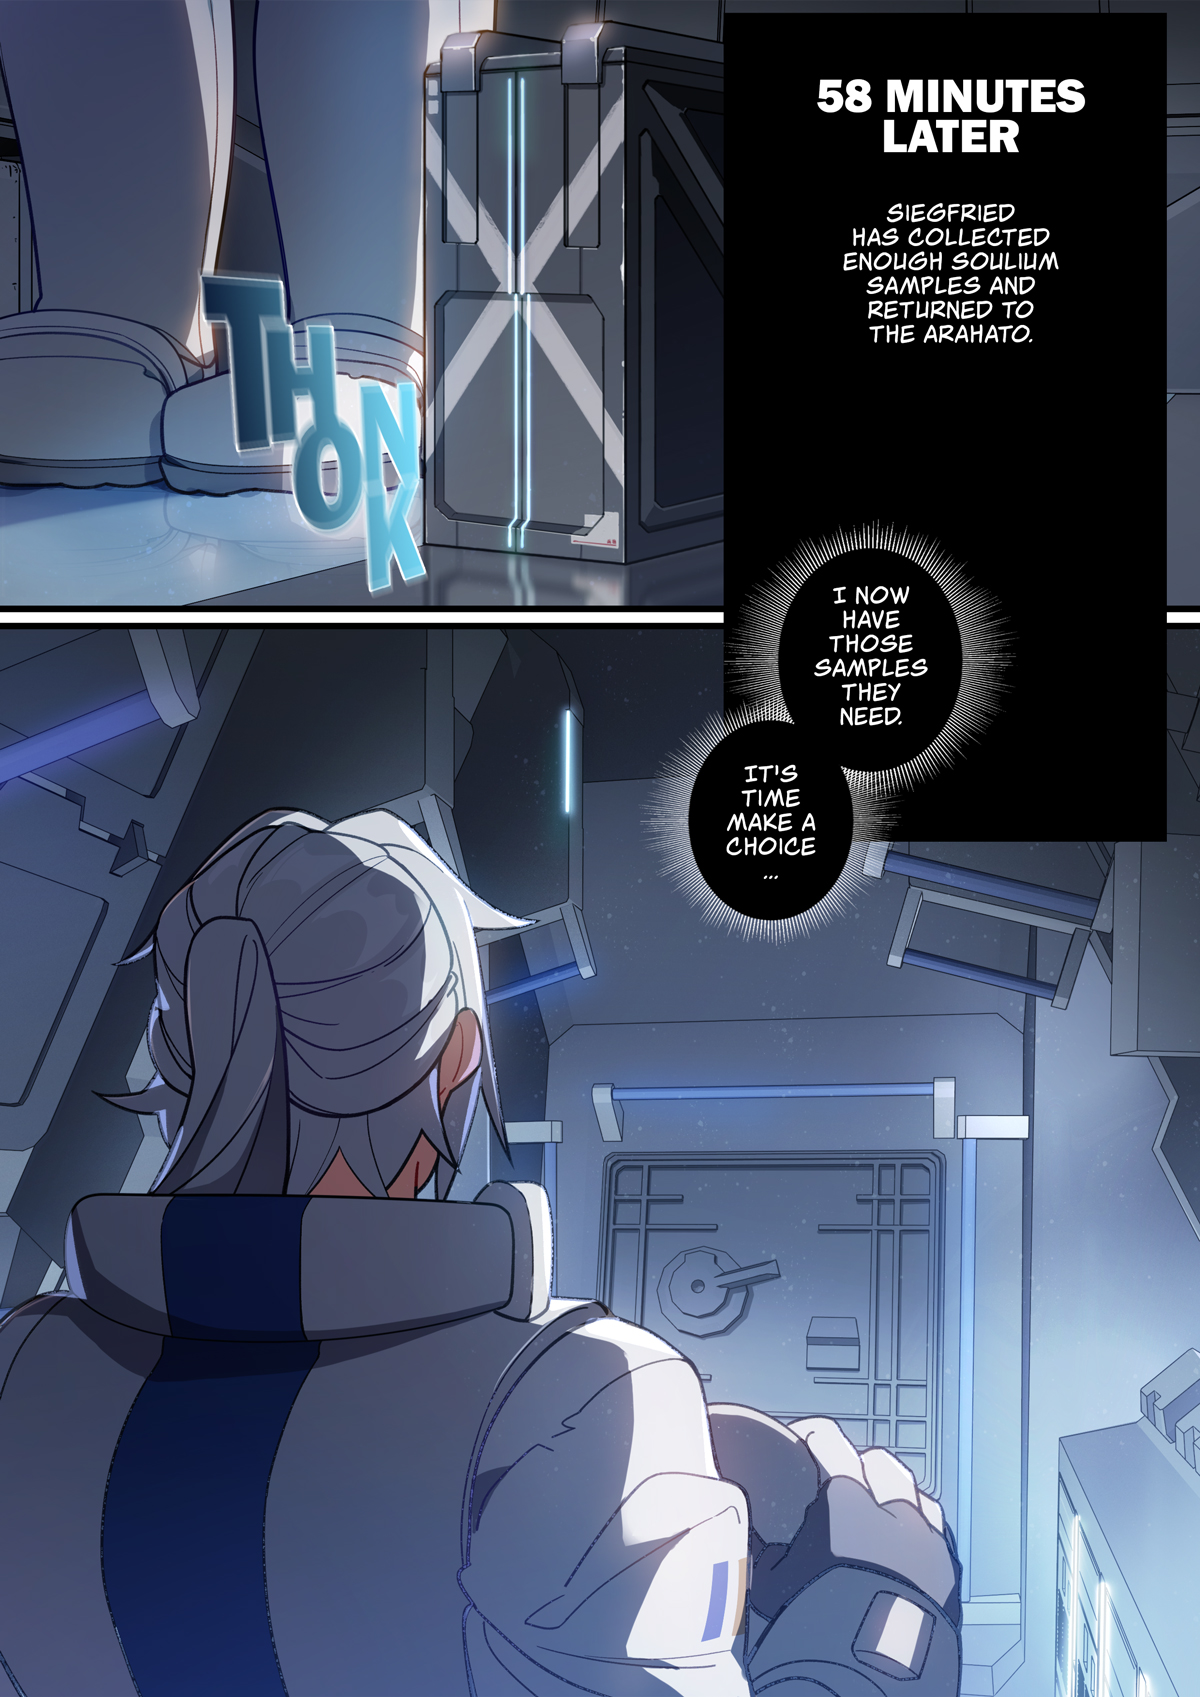 58 MINUTES
LATER
SIEGFRIED
HAS COLLECTED
ENOUGH SOULIUM
SAMPLES AND
RETURNED TO
THE ARAHATO.
THONK
I NOW
HAVE
THOSE
SAMPLES
THEY
NEED.
IT'S
TIME
MAKE A
CHOICE
...